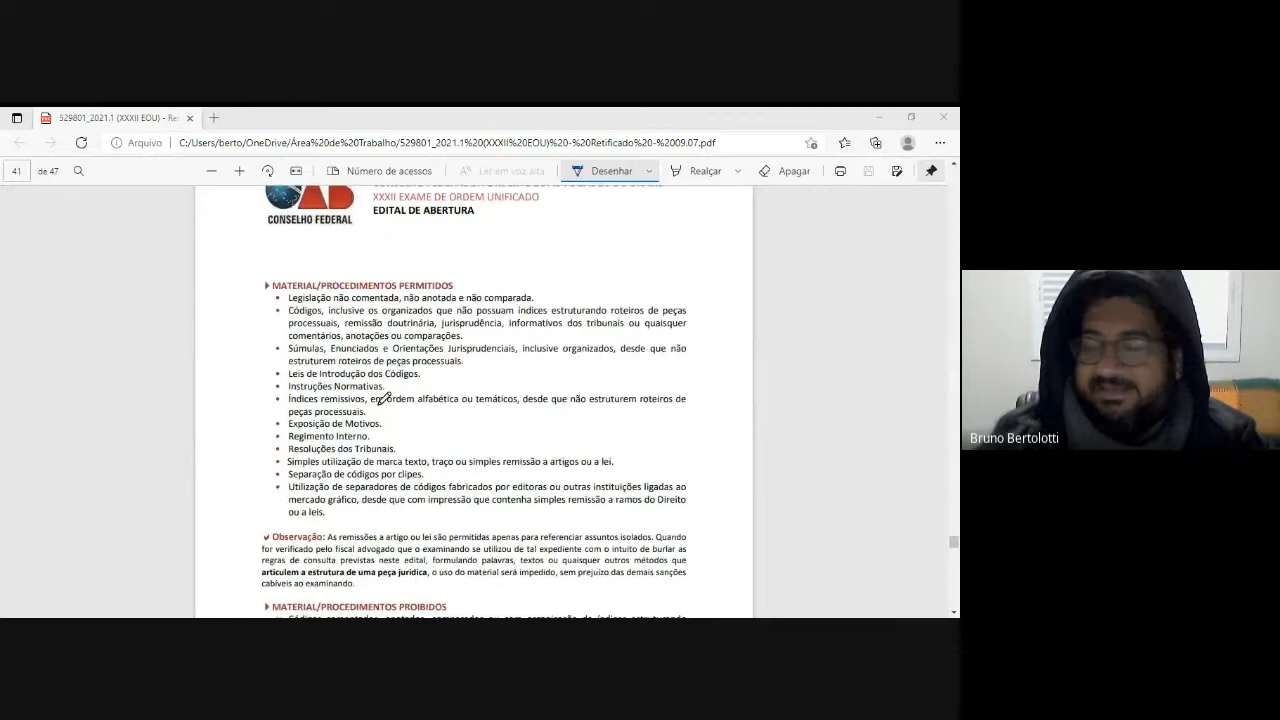 529801_2021.1 (XXXII EOU) - Re
Arquivo
C:/Users/berto/OneDrive/Área%20de%20Trabalho/529801_2021.1%20(XXXII%20EOU)%20-%20Retificado%20-%2009.07.pdf
41 de 47
Número de acessos
Ler em voz alta
Desenhar
Realçar
Apagar
OAB
CONSELHO FEDERAL
XXXII EXAME DE ORDEM UNIFICADO
EDITAL DE ABERTURA
MATERIAL/PROCEDIMENTOS PERMITIDOS
• Legislação não comentada, não anotada e não comparada.
• Códigos, inclusive os organizados que não possuam índices estruturando roteiros de peças
processuais, remissão doutrinária, jurisprudência, informativos dos tribunais ou quaisquer
comentários, anotações ou comparações.
• Súmulas, Enunciados e Orientações Jurisprudenciais, inclusive organizados, desde que não
estruturem roteiros de peças processuais.
• Leis de Introdução dos Códigos.
• Instruções Normativas.
• Índices remissivos, em ordem alfabética ou temáticos, desde que não estruturem roteiros de
peças processuais.
• Exposição de Motivos.
• Regimento Interno.
• Resoluções dos Tribunais.
• Simples utilização de marca texto, traço ou simples remissão a artigos ou a lei.
• Separação de códigos por clipes.
• Utilização de separadores de códigos fabricados por editoras ou outras instituições ligadas ao
mercado gráfico, desde que com impressão que contenha simples remissão a ramos do Direito
ou a leis.
Observação: As remissões a artigo ou lei são permitidas apenas para referenciar assuntos isolados. Quando
for verificado pelo fiscal advogado que o examinando se utilizou de tal expediente com o intuito de burlar as
regras de consulta previstas neste edital, formulando palavras, textos ou quaisquer outros métodos que
articulem a estrutura de uma peça jurídica, o uso do material será impedido, sem prejuízo das demais sanções
cabíveis ao examinando.
MATERIAL/PROCEDIMENTOS PROIBIDOS
Bruno Bertolotti